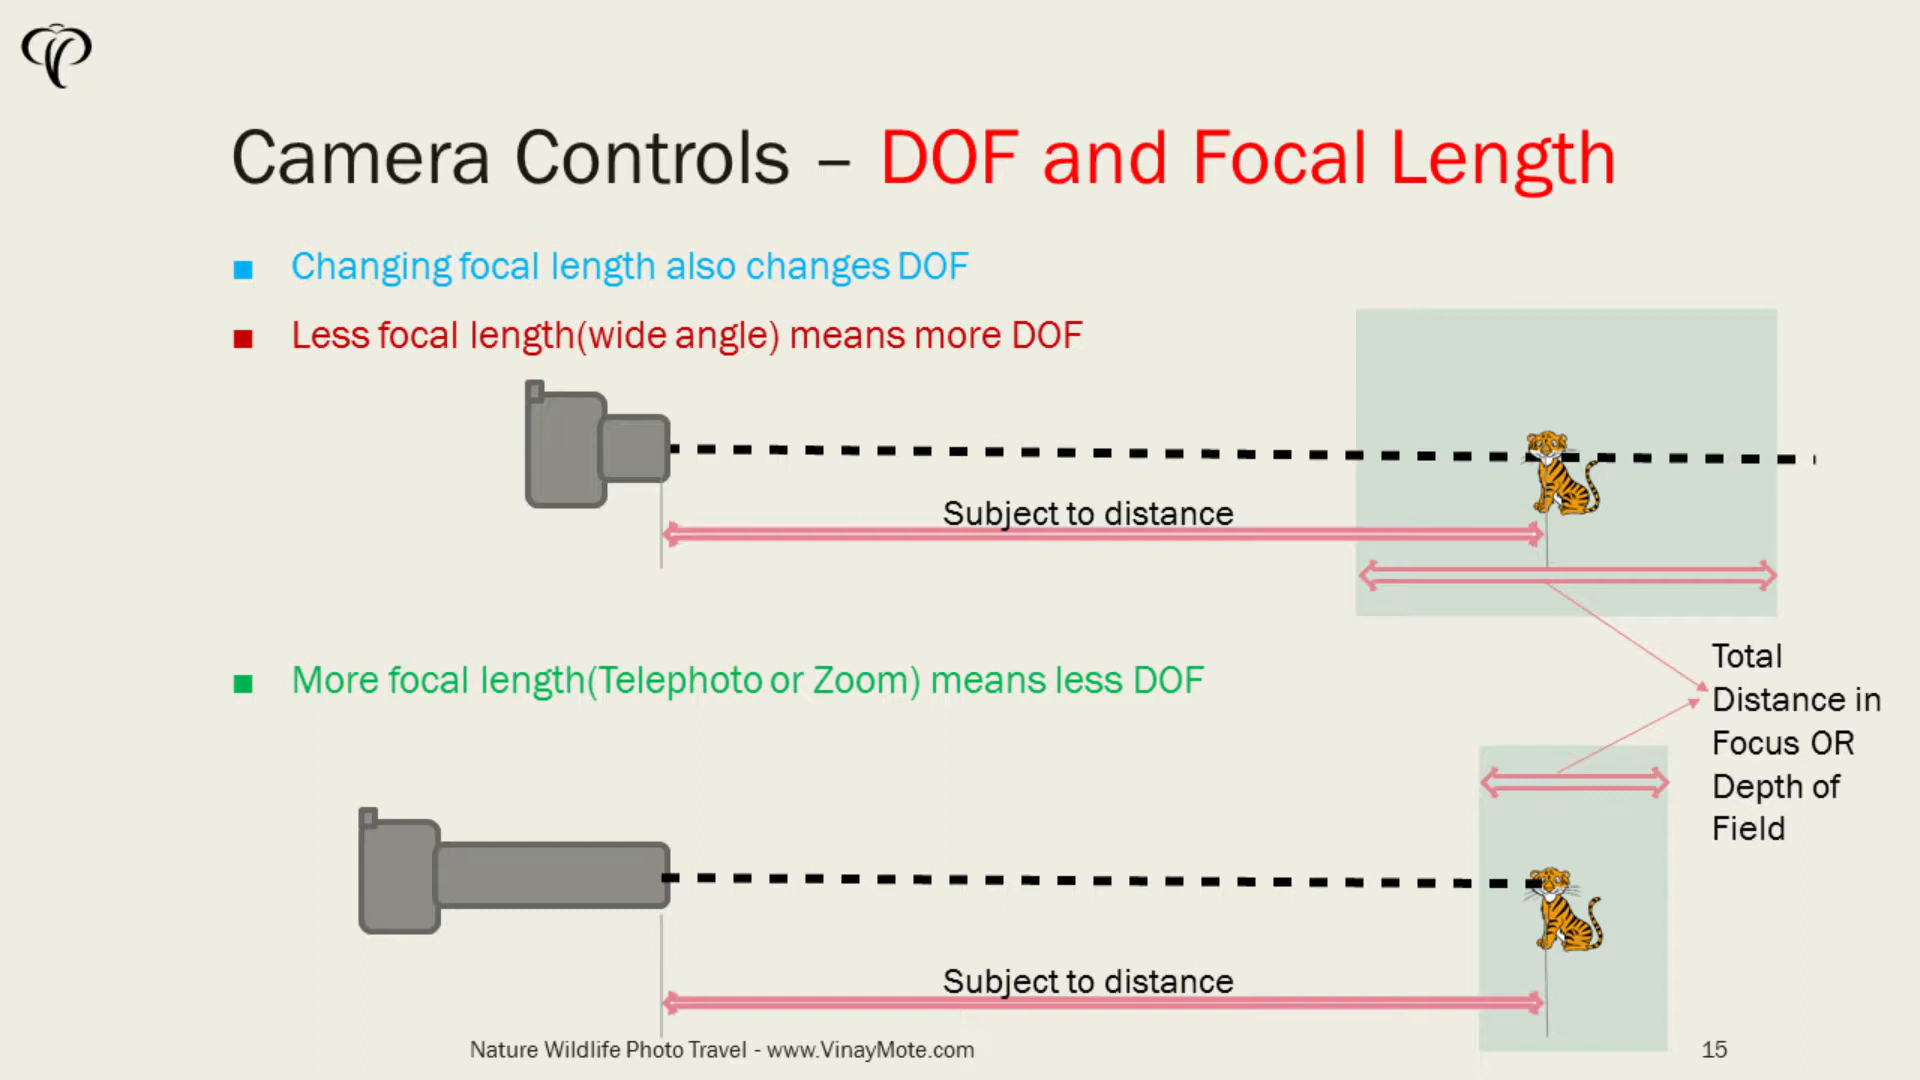 Camera Controls – DOF and Focal Length
Changing focal length also changes DOF
Less focal length(wide angle) means more DOF
Subject to distance
More focal length(Telephoto or Zoom) means less DOF
Total
Distance in
Focus OR
Depth of
Field
Subject to distance
Nature Wildlife Photo Travel - www.VinayMote.com
15